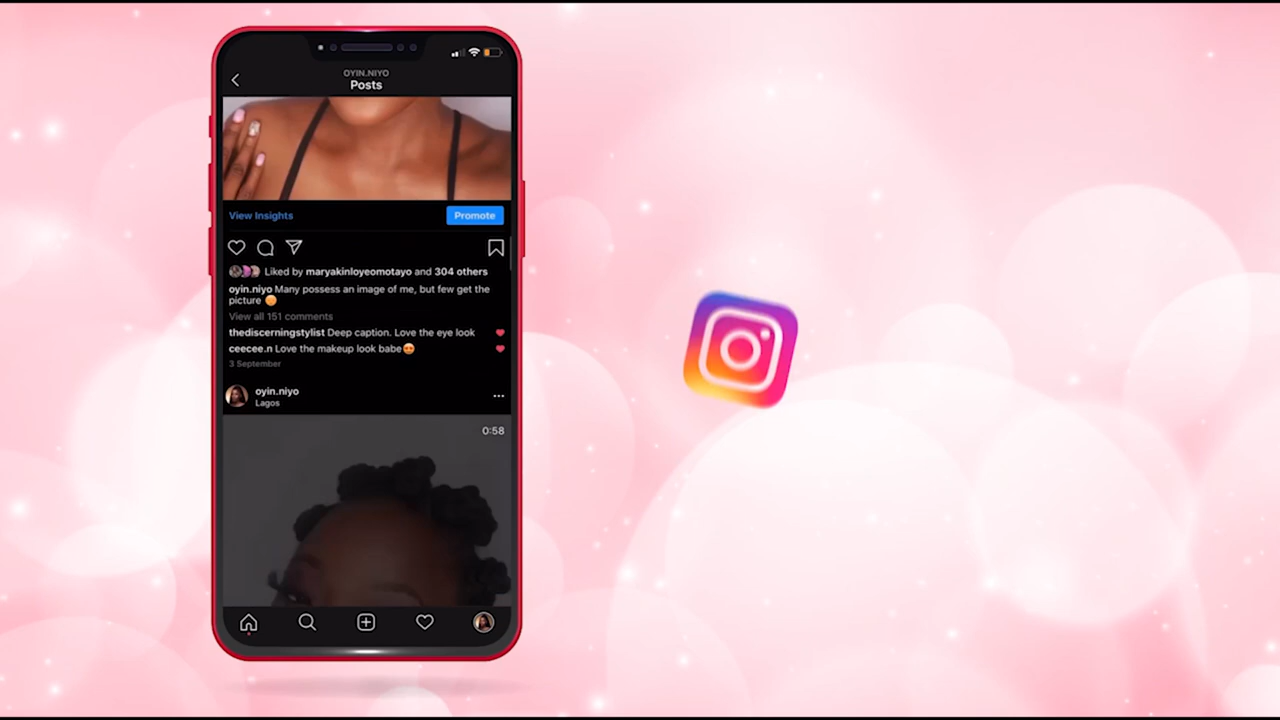 OYIN.NIYO
Posts
View Insights
Promote
Liked by maryakinloyeomotayo and 304 others
oyin.niyo Many possess an image of me, but few get the
picture
View all 151 comments
thediscerningstylist Deep caption. Love the eye look
ceecee.n Love the makeup look babe😍
3 September
oyin.niyo
Lagos
0:58